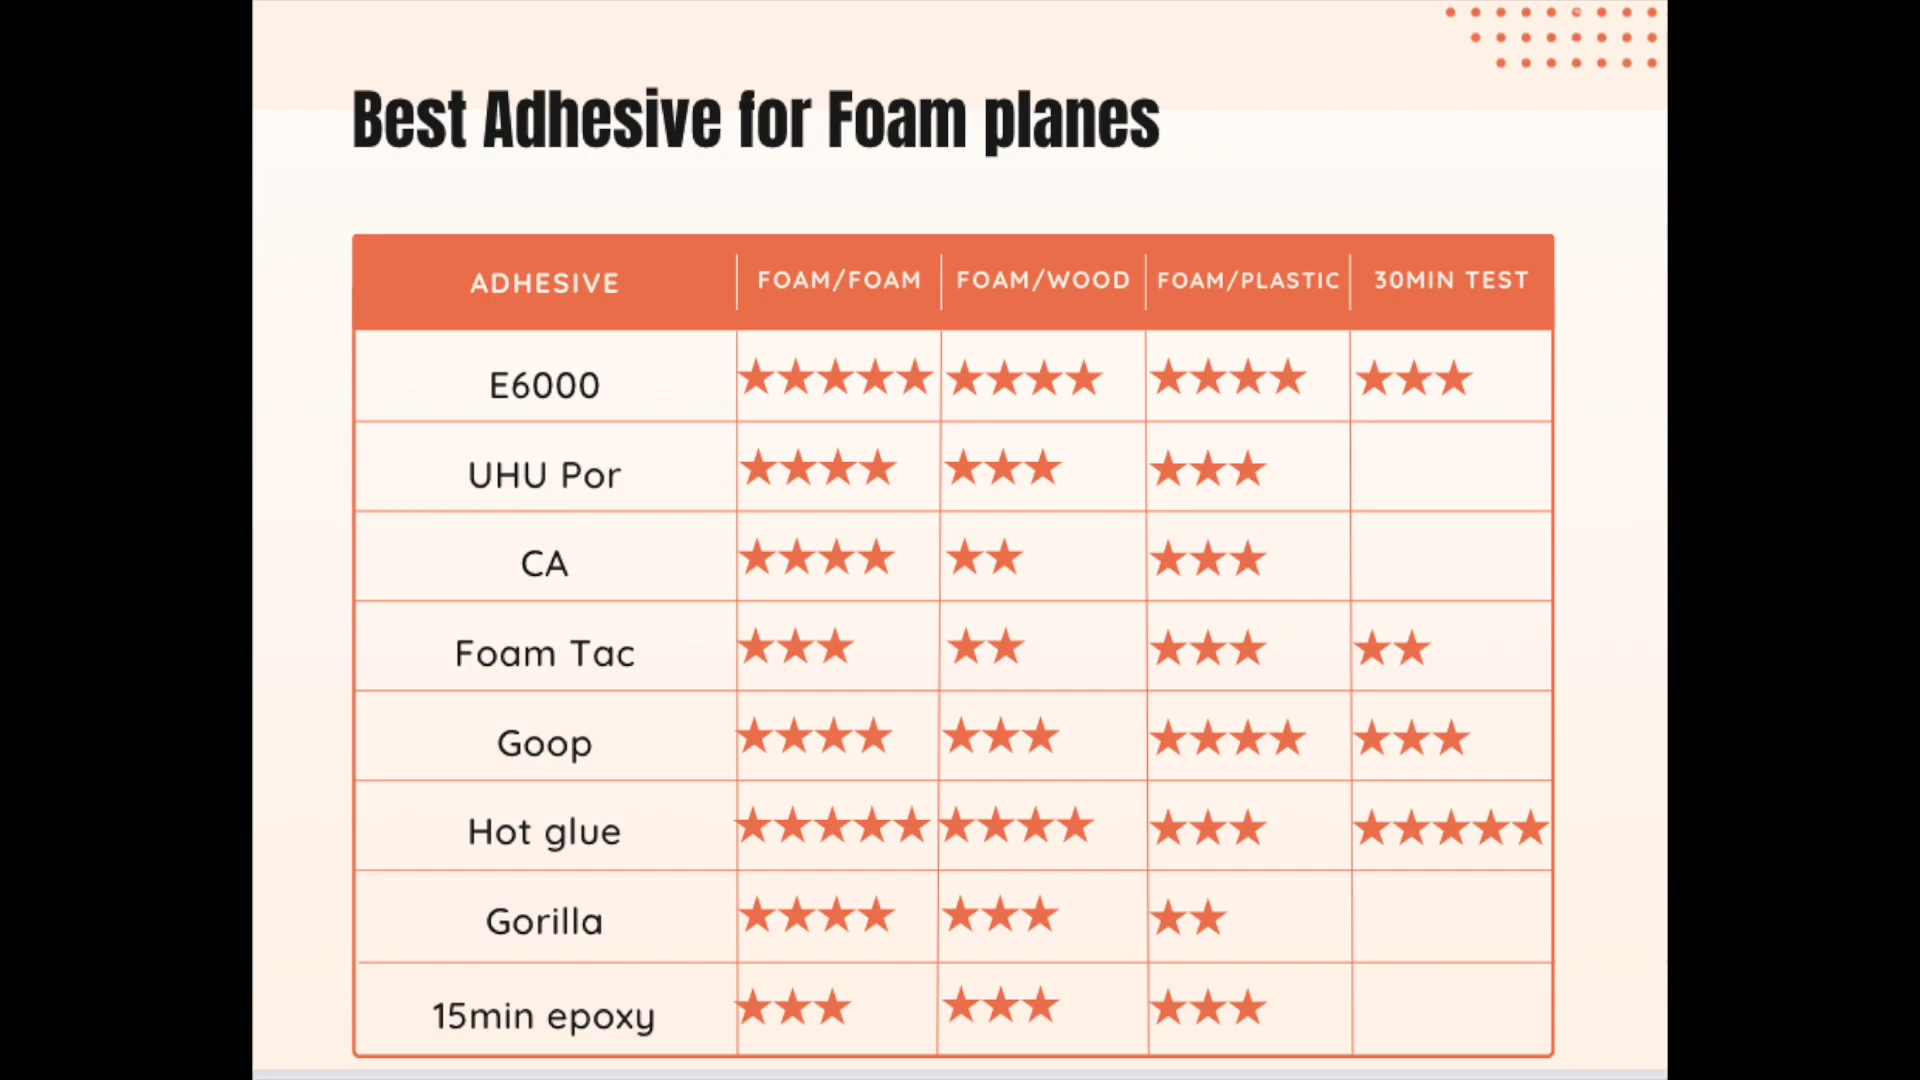 Best Adhesive for Foam planes
ADHESIVE FOAM/FOAM FOAM/WOOD FOAM/PLASTIC 30MIN TEST
E6000 ★★★★★ ★★★★ ★★★★ ★★★
UHU Por ★★★★ ★★★ ★★★
CA ★★★★ ★★ ★★★
Foam Tac ★★★ ★★ ★★★ ★★
Goop ★★★★ ★★★ ★★★★ ★★★
Hot glue ★★★★★ ★★★★ ★★★ ★★★★★
Gorilla ★★★★ ★★★ ★★
15min epoxy ★★★ ★★★ ★★★